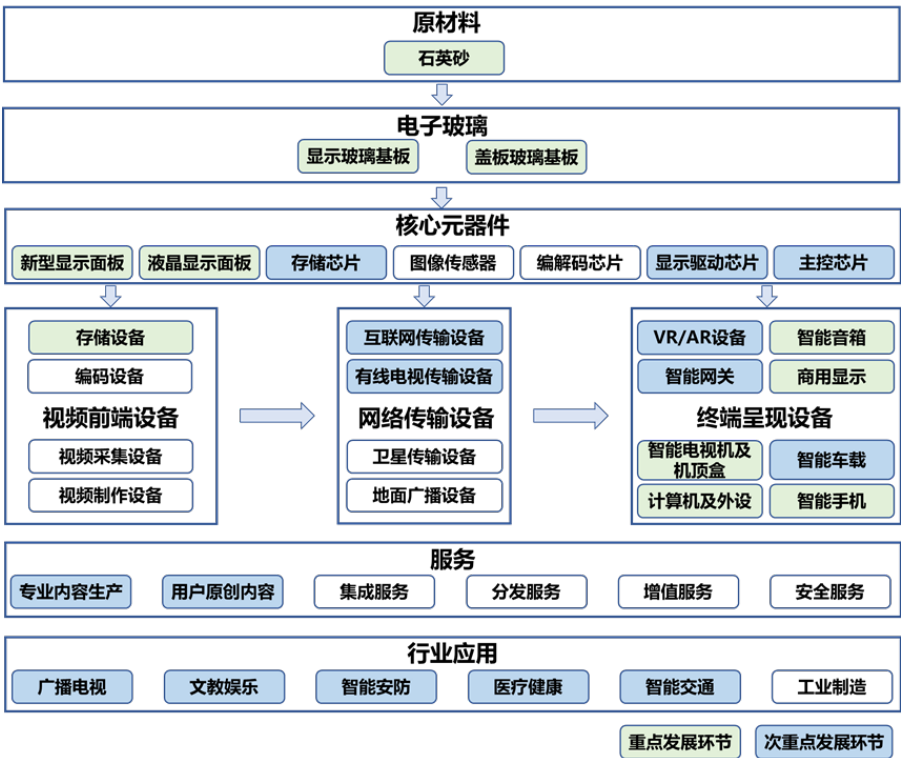 原材料
石英砂
电子玻璃
显示玻璃基板
盖板玻璃基板
核心元器件
新型显示面板
液晶显示面板
存储芯片
图像传感器
编解码芯片
显示驱动芯片
主控芯片
存储设备
编码设备
视频前端设备
视频采集设备
视频制作设备
互联网传输设备
有线电视传输设备
网络传输设备
卫星传输设备
地面广播设备
VR/AR设备
智能音箱
智能网关
商用显示
终端呈现设备
智能电视机及
机顶盒
智能车载
计算机及外设
智能手机
服务
专业内容生产
用户原创内容
集成服务
分发服务
增值服务
安全服务
行业应用
广播电视
文教娱乐
智能安防
医疗健康
智能交通
工业制造
重点发展环节
次重点发展环节